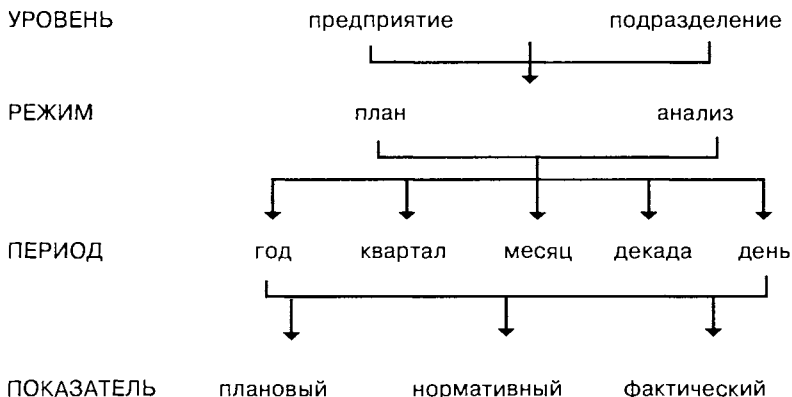 УРОВЕНЬ предприятие подразделение
РЕЖИМ план анализ
ПЕРИОД год квартал месяц декада день
ПОКАЗАТЕЛЬ плановый нормативный фактический